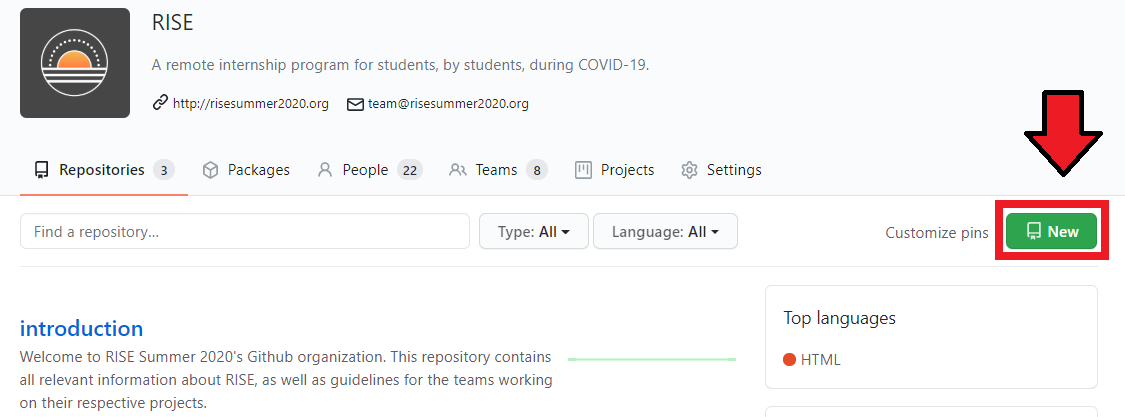 RISE
A remote internship program for students, by students, during COVID-19.
http://risesummer2020.org team@risesummer2020.org
Repositories 3 Packages People 22 Teams 8 Projects Settings
Find a repository... Type: All Language: All Customize pins New
Top languages
introduction
Welcome to RISE Summer 2020's Github organization. This repository contains
HTML
all relevant information about RISE, as well as guidelines for the teams working
on their respective projects.